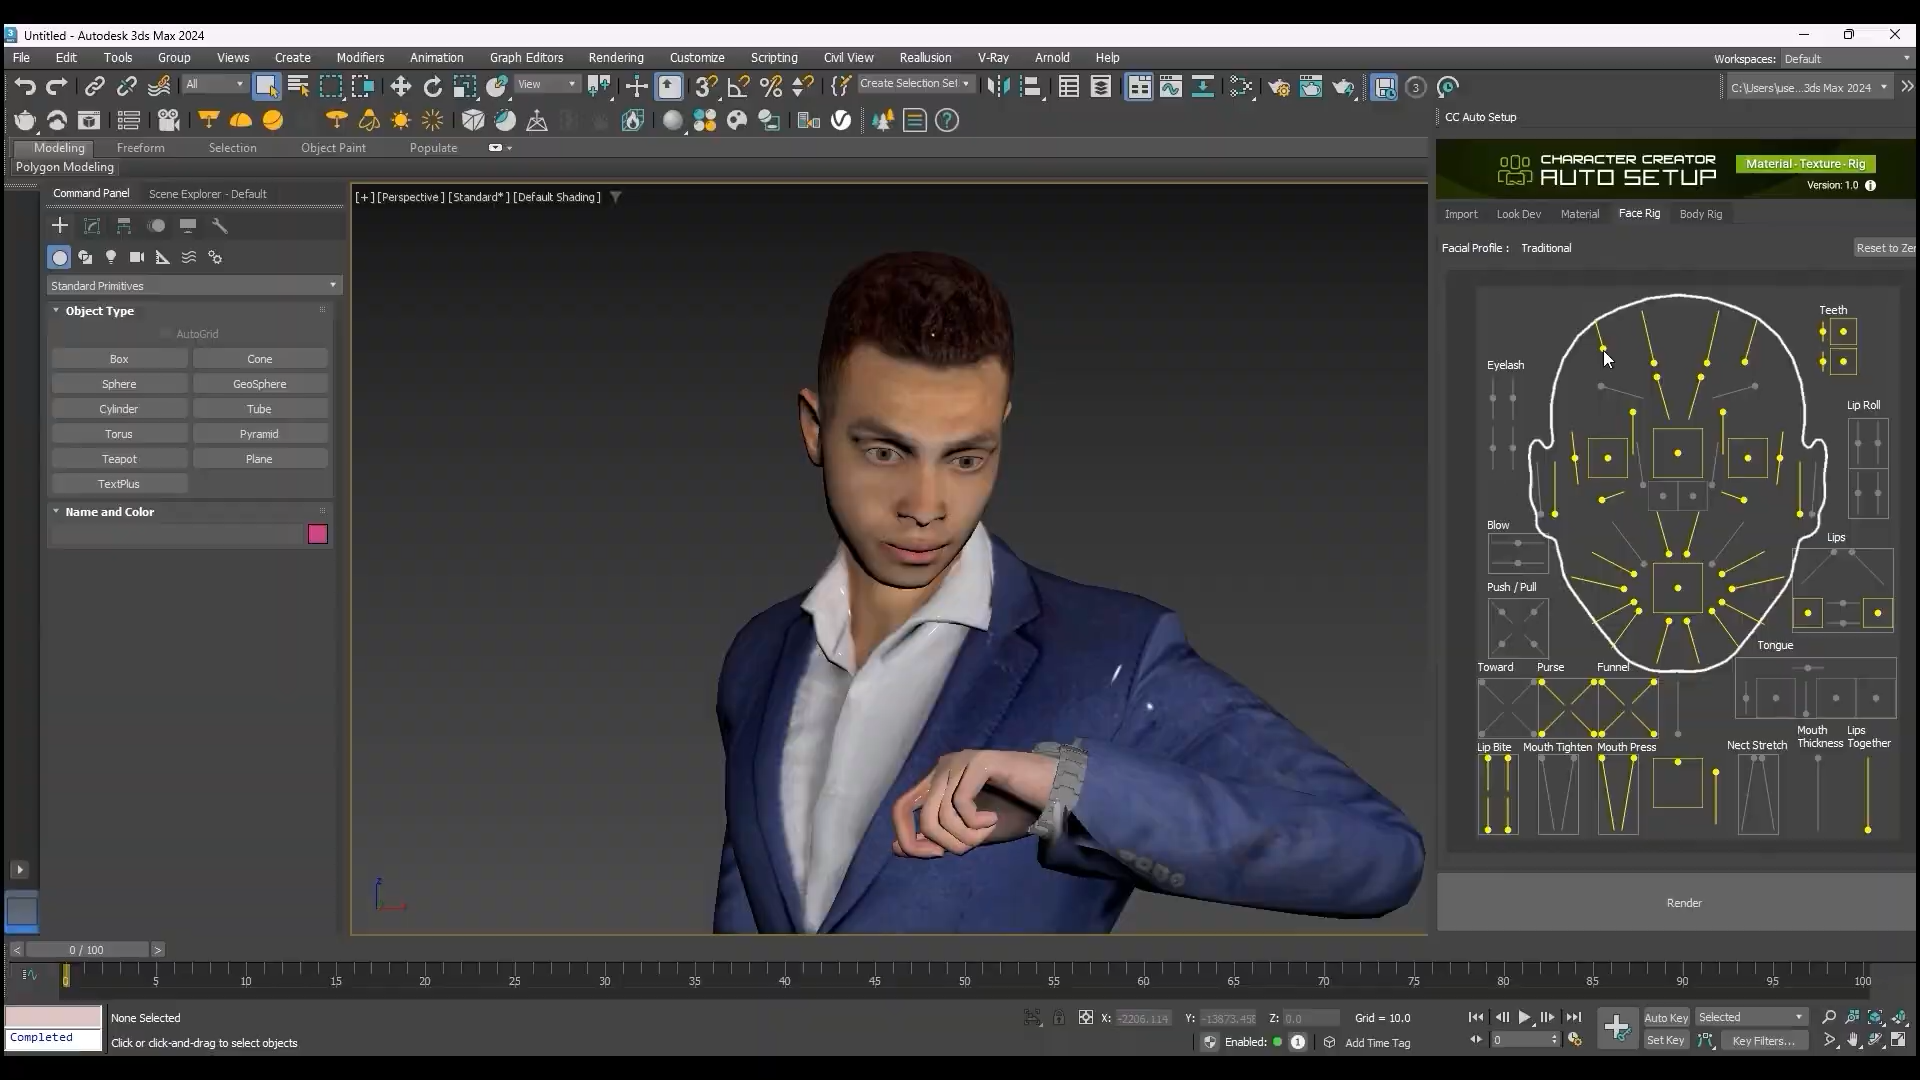 Untitled - Autodesk 3ds Max 2024
File Edit Tools Group Views Create Modifiers Animation Graph Editors Rendering Customize Scripting Civil View Reallusion V-Ray Arnold Help
Workspaces: Default
All View Create Selection Set C:\Users\use...3ds Max 2024
CC Auto Setup
Modeling Freeform Selection Object Paint Populate
Polygon Modeling
CHARACTER CREATOR
AUTO SETUP
Material·Texture·Rig
Version: 1.0
Command Panel Scene Explorer - Default
[+] [Perspective] [Standard*] [Default Shading]
Import Look Dev Material Face Rig Body Rig
Facial Profile : Traditional
Reset to Zer
Standard Primitives
Object Type
AutoGrid
Box Cone
Sphere GeoSphere
Cylinder Tube
Torus Pyramid
Teapot Plane
TextPlus
Name and Color
Teeth
Eyelash
Lip Roll
Blow
Lips
Push / Pull
Tongue
Toward Purse Funnel
Lip Bite Mouth Tighten Mouth Press
Nect Stretch
Mouth Thickness
Lips Together
Render
< 0 / 100 >
0 5 10 15 20 25 30 35 40 45 50 55 60 65 70 75 80 85 90 95 100
None Selected
Completed
Click or click-and-drag to select objects
X: -2206.114 Y: -13873.458 Z: 0.0 Grid = 10.0
Enabled: 1 Add Time Tag
0
Auto Key Selected
Set Key Key Filters...